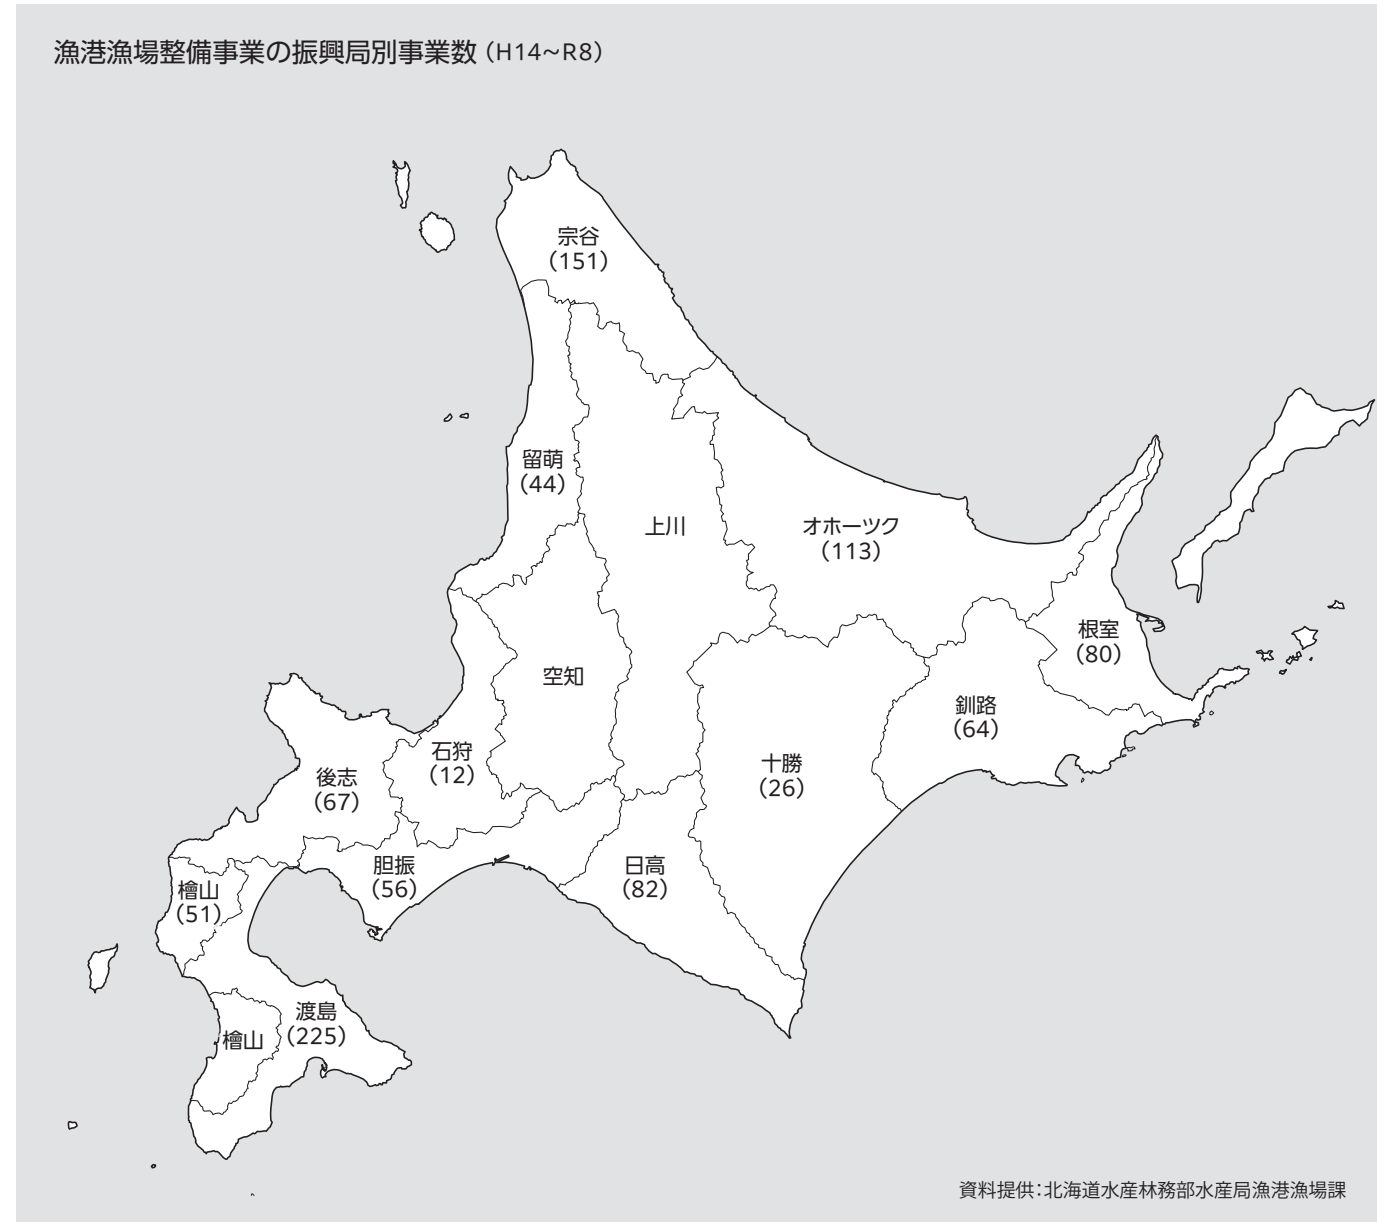 漁港漁場整備事業の振興局別事業数（H14～R8）
宗谷
（151）
留萌
（44）
上川
オホーツク
（113）
根室
（80）
空知
釧路
（64）
石狩
（12）
十勝
（26）
後志
（67）
胆振
（56）
日高
（82）
檜山
（51）
渡島
（225）
檜山
資料提供：北海道水産林務部水産局漁港漁場課